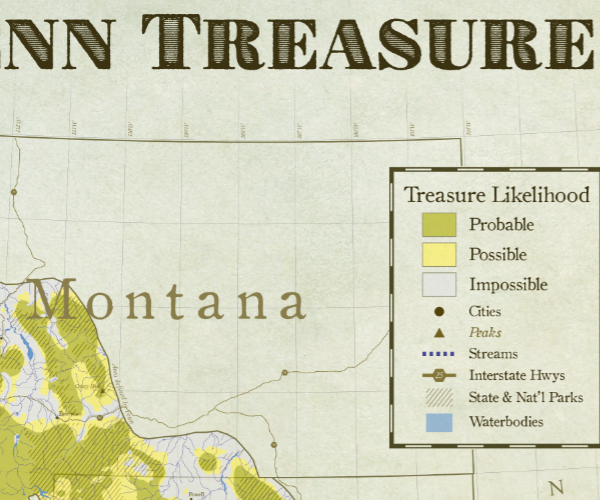 NN TREASURE
Treasure Likelihood
Probable
Possible
Impossible
Montana
Cities
Peaks
Streams
Interstate Hwys
25
State & Nat'l Parks
Waterbodies
N